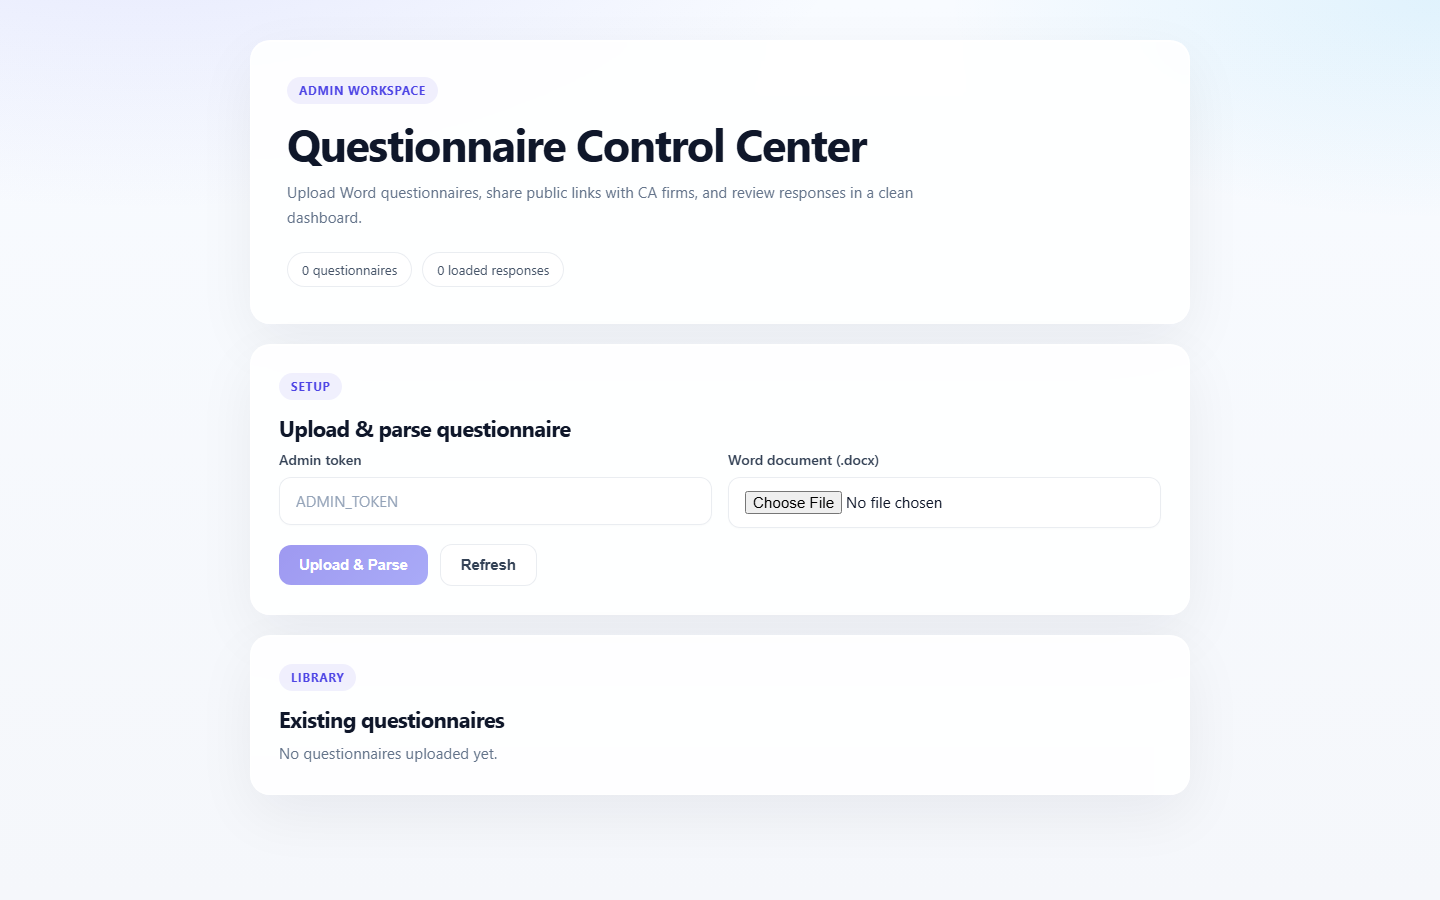 ADMIN WORKSPACE
Questionnaire Control Center
Upload Word questionnaires, share public links with CA firms, and review responses in a clean
dashboard.
0 questionnaires
0 loaded responses
SETUP
Upload & parse questionnaire
Admin token
Word document (.docx)
ADMIN_TOKEN
Choose File No file chosen
Upload & Parse
Refresh
LIBRARY
Existing questionnaires
No questionnaires uploaded yet.